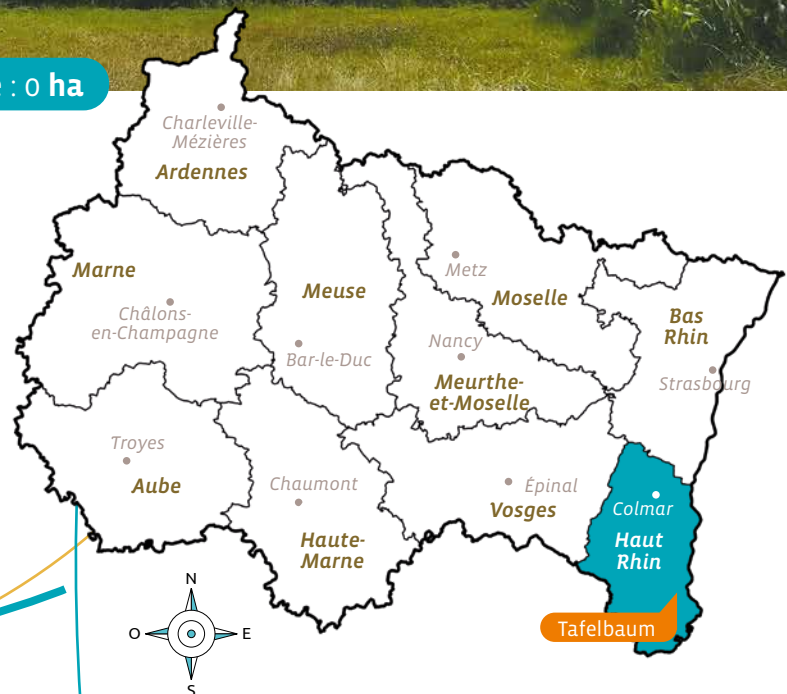 : 0 ha
Charleville-
Mézières
Ardennes
Marne
Châlons-
en-Champagne
Meuse
Bar-le-Duc
Metz
Moselle
Nancy
Meurthe-
et-Moselle
Bas
Rhin
Strasbourg
Troyes
Aube
Chaumont
Haute-
Marne
Épinal
Vosges
Colmar
Haut
Rhin
Tafelbaum
N
O
E
S